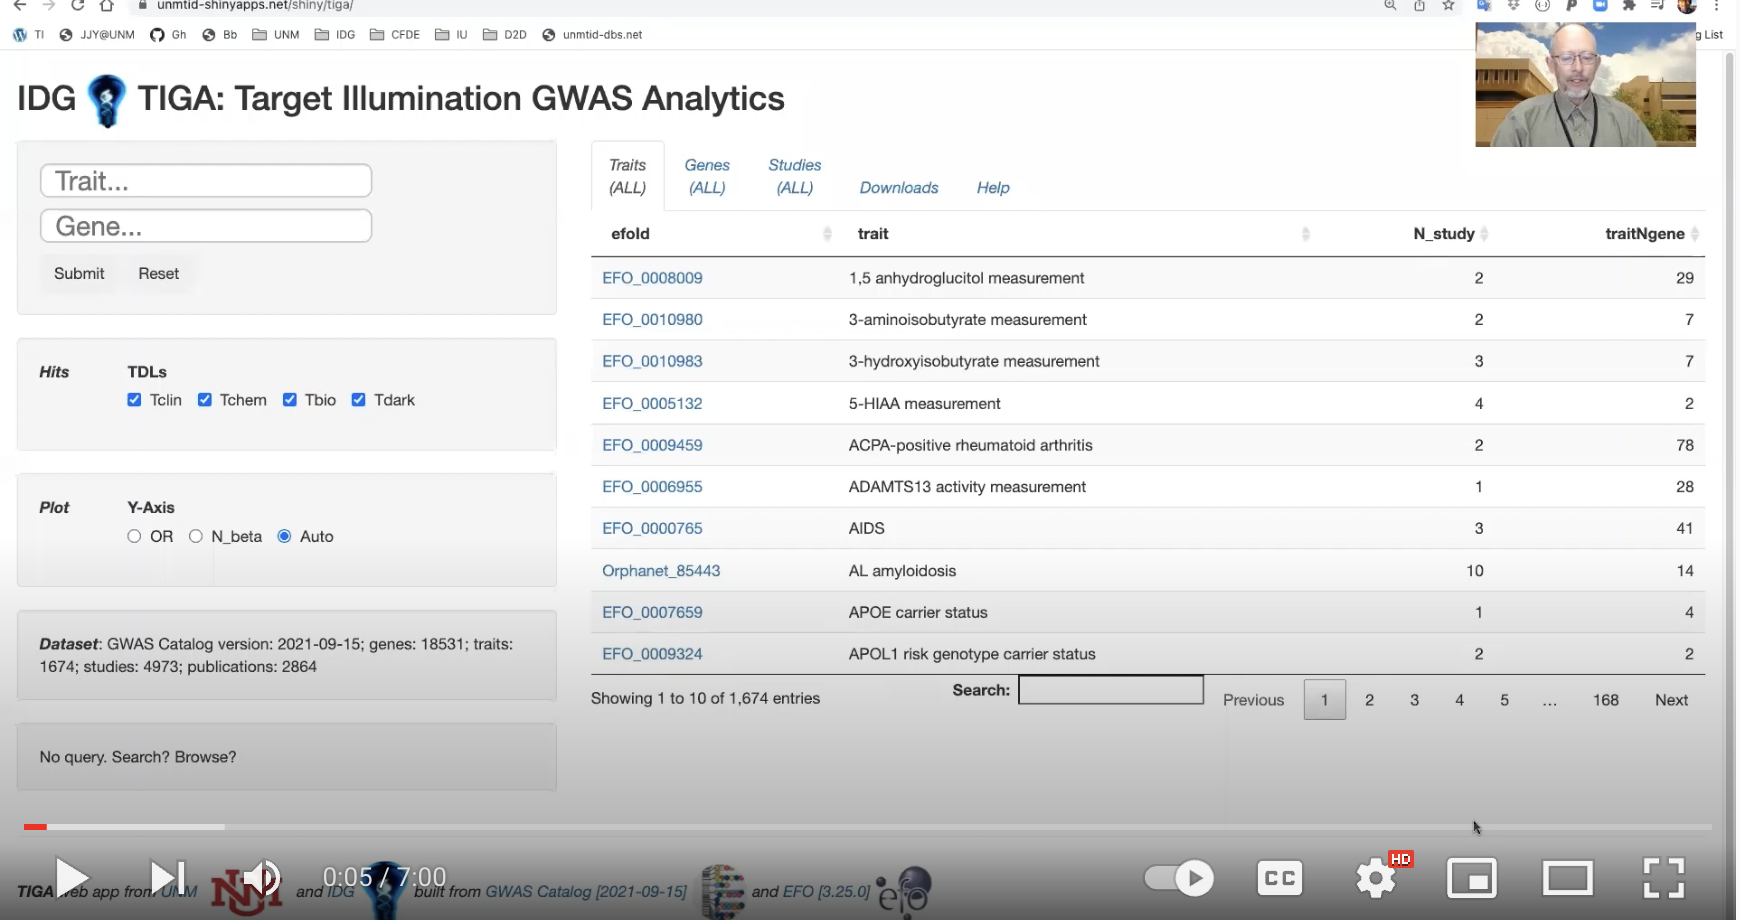 unmtid-shinyapps.net/shiny/tiga/
TI JJY@UNM Gh Bb UNM IDG CFDE IU D2D unmtid-dbs.net g List
IDG TIGA: Target Illumination GWAS Analytics
Trait...
Gene...
Submit Reset
Hits TDLs
Tclin Tchem Tbio Tdark
Plot Y-Axis
OR N_beta Auto
Dataset: GWAS Catalog version: 2021-09-15; genes: 18531; traits:
1674; studies: 4973; publications: 2864
No query. Search? Browse?
Traits (ALL) Genes (ALL) Studies (ALL) Downloads Help
efoId trait N_study traitNgene
EFO_0008009 1,5 anhydroglucitol measurement 2 29
EFO_0010980 3-aminoisobutyrate measurement 2 7
EFO_0010983 3-hydroxyisobutyrate measurement 3 7
EFO_0005132 5-HIAA measurement 4 2
EFO_0009459 ACPA-positive rheumatoid arthritis 2 78
EFO_0006955 ADAMTS13 activity measurement 1 28
EFO_0000765 AIDS 3 41
Orphanet_85443 AL amyloidosis 10 14
EFO_0007659 APOE carrier status 1 4
EFO_0009324 APOL1 risk genotype carrier status 2 2
Showing 1 to 10 of 1,674 entries Search: Previous 1 2 3 4 5 ... 168 Next
0:05 / 7:00 CC HD
TIGA web app from UNM NM and IDG built from GWAS Catalog [2021-09-15] and EFO [3.25.0] efo